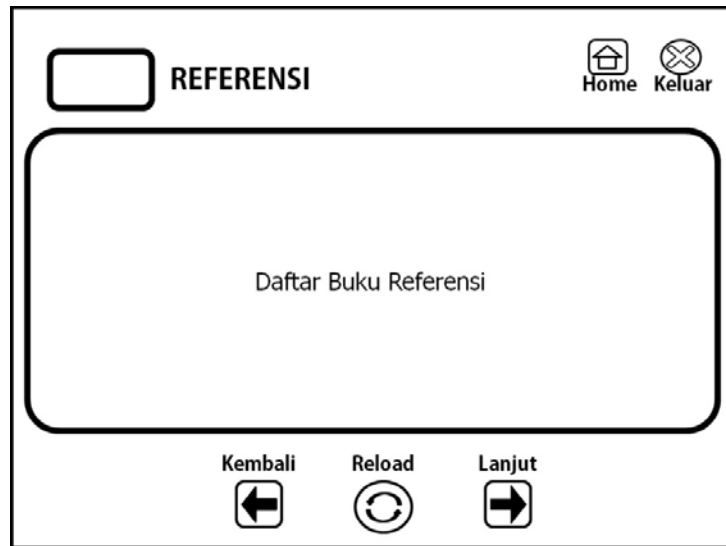 REFERENSI
Home Keluar
Daftar Buku Referensi
Kembali Reload Lanjut